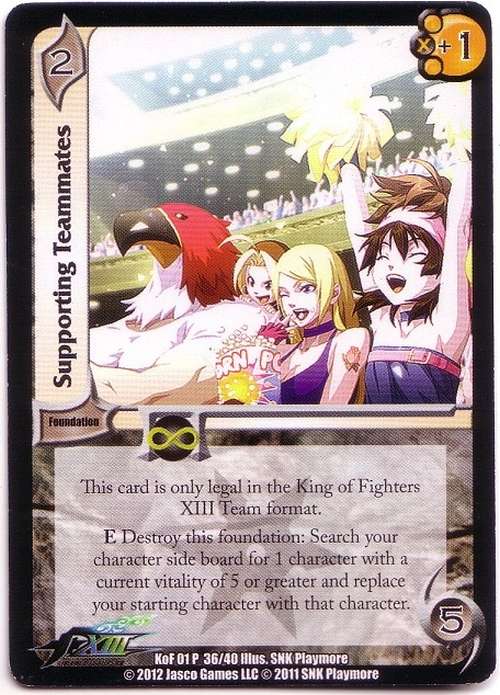 2
+1
Supporting Teammates
RN PO
Foundation
This card is only legal in the King of Fighters
XIII Team format.
E Destroy this foundation: Search your
character side board for 1 character with a
current vitality of 5 or greater and replace
your starting character with that character.
5
XIII
KoF 01 P 36/40 Illus. SNK Playmore
© 2012 Jasco Games LLC © 2011 SNK Playmore